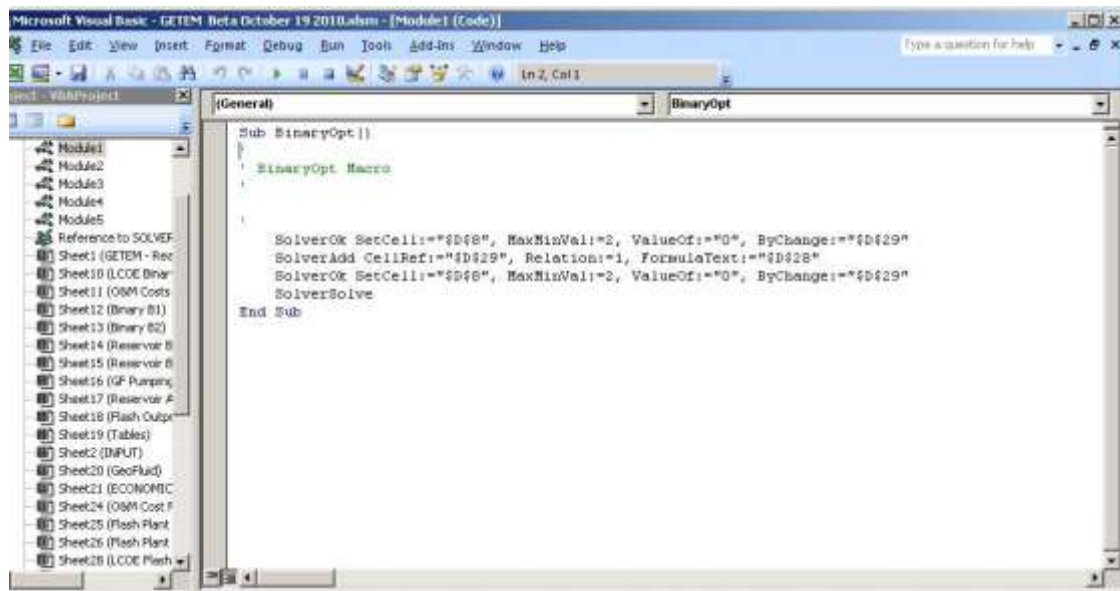 Microsoft Visual Basic - GETEM Beta October 19 2010.xlsm - [Module1 (Code)]
File Edit View Insert Format Debug Run Tools Add-Ins Window Help
Type a question for help
Ln 2, Col 1
ject - VBAProject
(General)
BinaryOpt
Module1
Module2
Module3
Module4
Module5
Reference to SOLVER
Sheet1 (GETEM - Rec
Sheet10 (LCOE Binar
Sheet11 (O&M Costs
Sheet12 (Binary B1)
Sheet13 (Binary B2)
Sheet14 (Reservoir B
Sheet15 (Reservoir B
Sheet16 (GF Pumping
Sheet17 (Reservoir A
Sheet18 (Flash Outpu
Sheet19 (Tables)
Sheet2 (INPUT)
Sheet20 (GeoFluid)
Sheet21 (ECONOMIC
Sheet24 (O&M Cost F
Sheet25 (Flash Plant
Sheet26 (Flash Plant
Sheet28 (LCOE Flash
Sub BinaryOpt()
'
' BinaryOpt Macro
'
'
SolverOk SetCell:="$D$8", MaxMinVal:=2, ValueOf:="0", ByChange:="$D$29"
SolverAdd CellRef:="$D$29", Relation:=1, FormulaText:="$D$28"
SolverOk SetCell:="$D$8", MaxMinVal:=2, ValueOf:="0", ByChange:="$D$29"
SolverSolve
End Sub